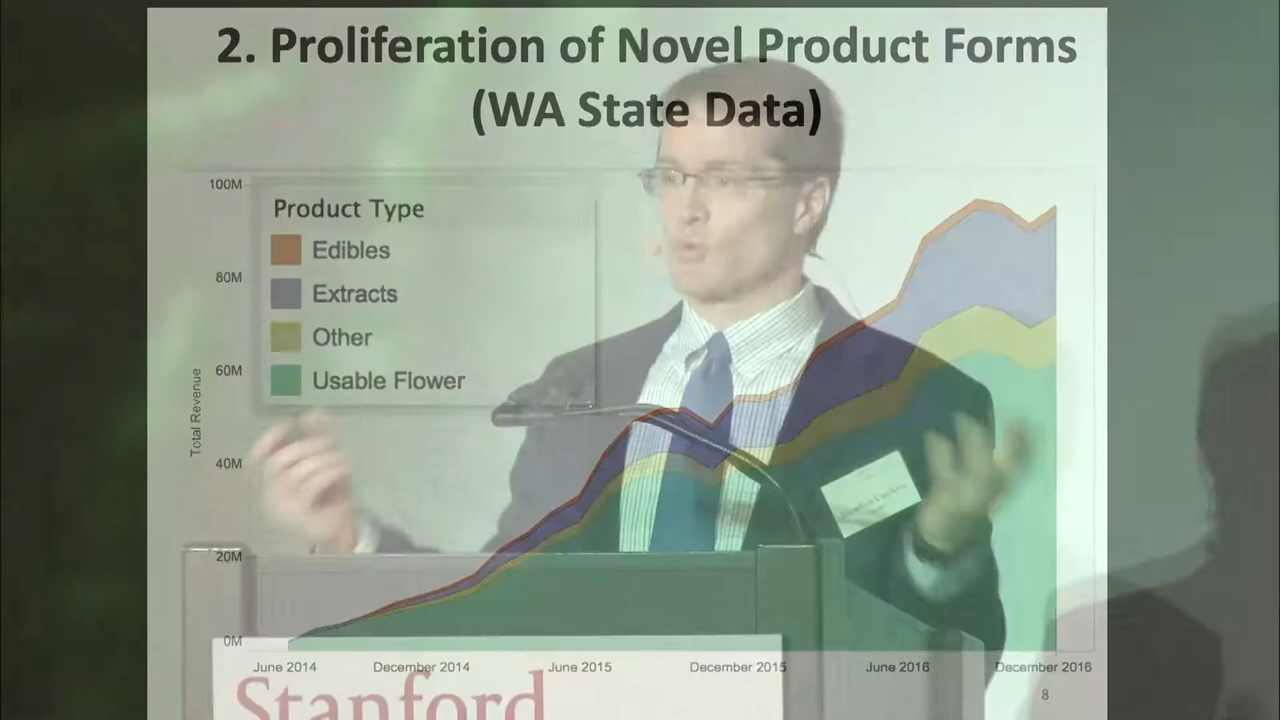 2. Proliferation of Novel Product Forms
(WA State Data)
100M
80M
60M
40M
20M
0M
Total Revenue
Product Type
Edibles
Extracts
Other
Usable Flower
June 2014
December 2014
June 2015
December 2015
June 2016
December 2016
8
Stanford